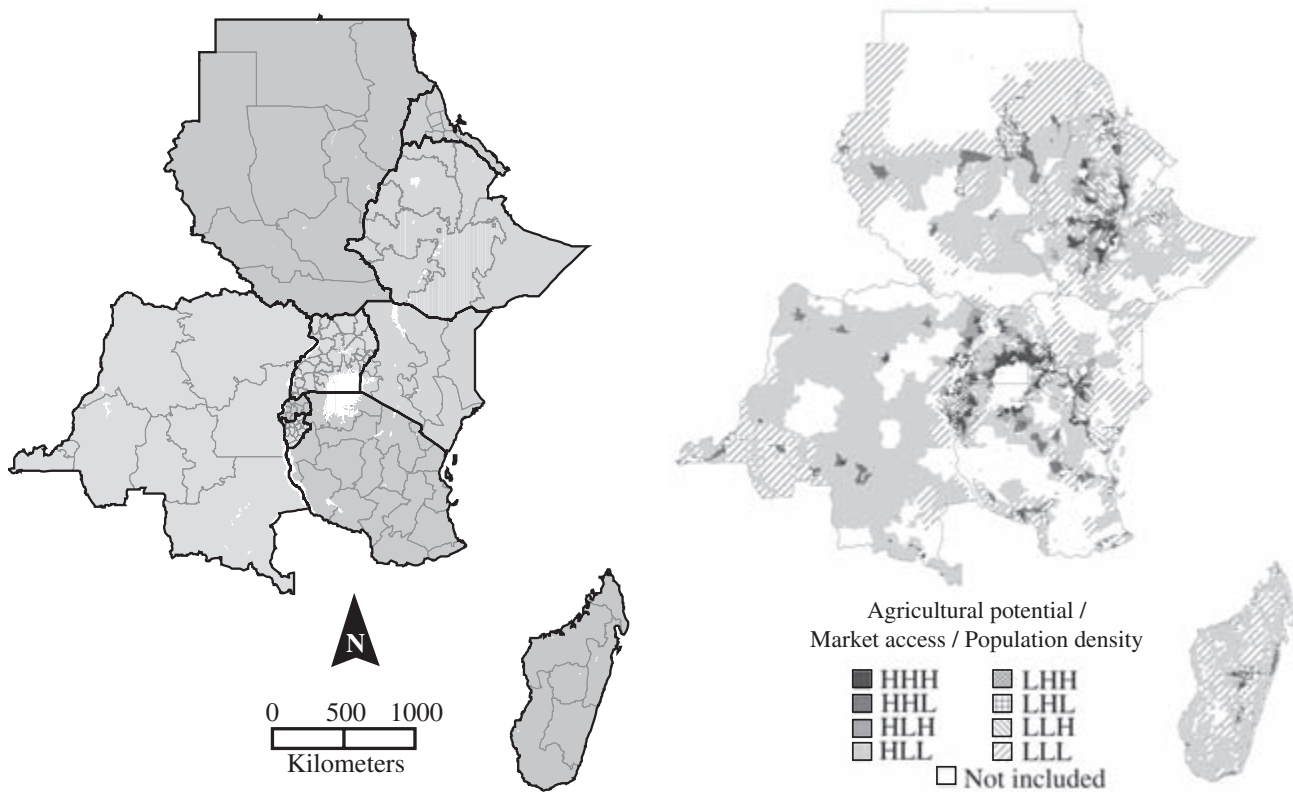 N
0 500 1000
Kilometers
Agricultural potential /
Market access / Population density
HHH
HHL
HLH
HLL
LHH
LHL
LLH
LLL
Not included